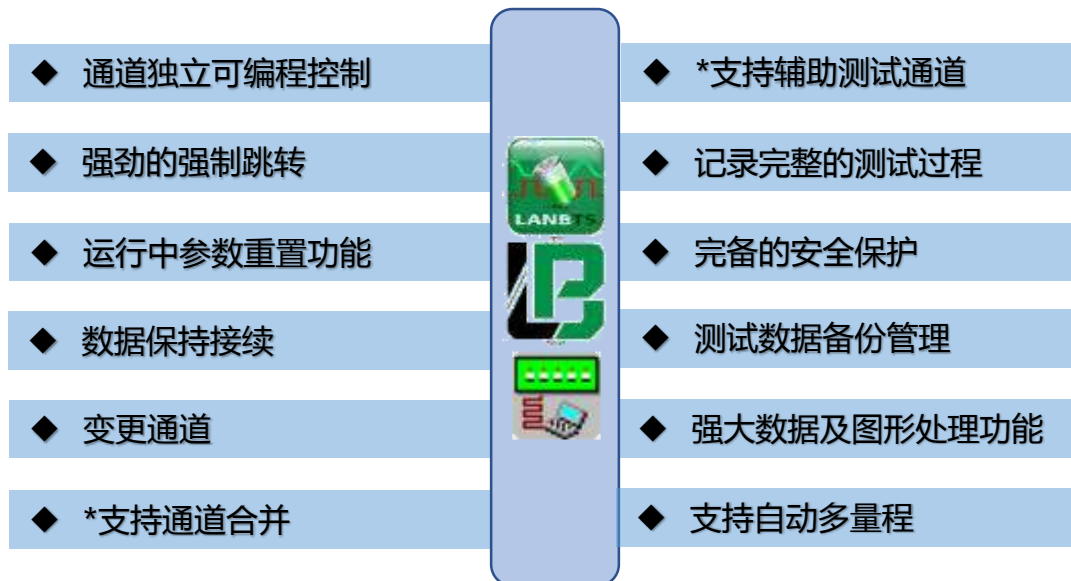 ◆ 通道独立可编程控制
◆ 强劲的强制跳转
◆ 运行中参数重置功能
◆ 数据保持接续
◆ 变更通道
◆ *支持通道合并
LANBTS
◆ *支持辅助测试通道
◆ 记录完整的测试过程
◆ 完备的安全保护
◆ 测试数据备份管理
◆ 强大数据及图形处理功能
◆ 支持自动多量程